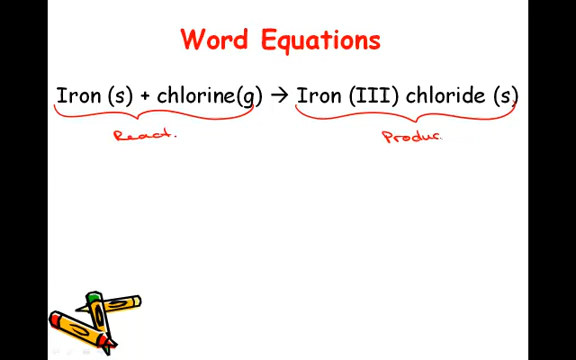 Word Equations
Iron (s) + chlorine(g) → Iron (III) chloride (s)
React. Produc